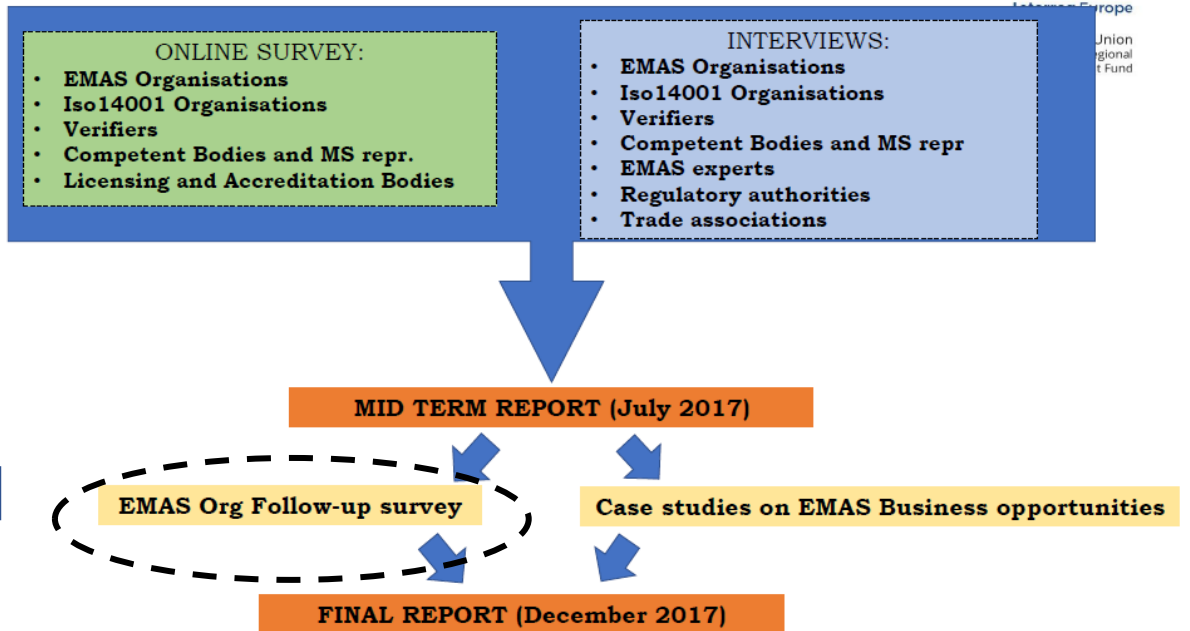 Interreg Europe
Union
egional
t Fund
ONLINE SURVEY:
• EMAS Organisations
• Iso14001 Organisations
• Verifiers
• Competent Bodies and MS repr.
• Licensing and Accreditation Bodies
INTERVIEWS:
• EMAS Organisations
• Iso14001 Organisations
• Verifiers
• Competent Bodies and MS repr
• EMAS experts
• Regulatory authorities
• Trade associations
MID TERM REPORT (July 2017)
EMAS Org Follow-up survey
Case studies on EMAS Business opportunities
FINAL REPORT (December 2017)